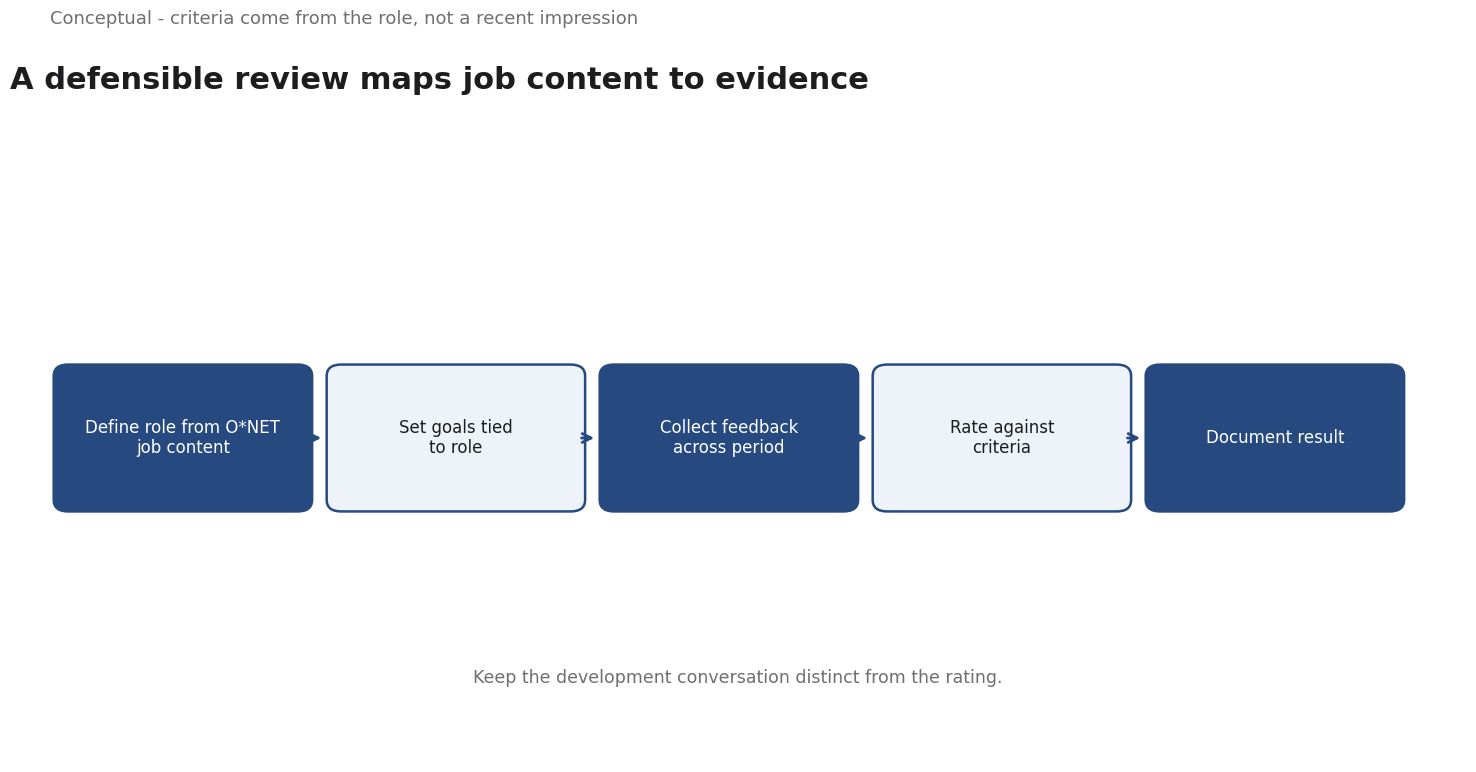 Conceptual - criteria come from the role, not a recent impression
A defensible review maps job content to evidence
Define role from O*NET
job content
Set goals tied
to role
Collect feedback
across period
Rate against
criteria
Document result
Keep the development conversation distinct from the rating.